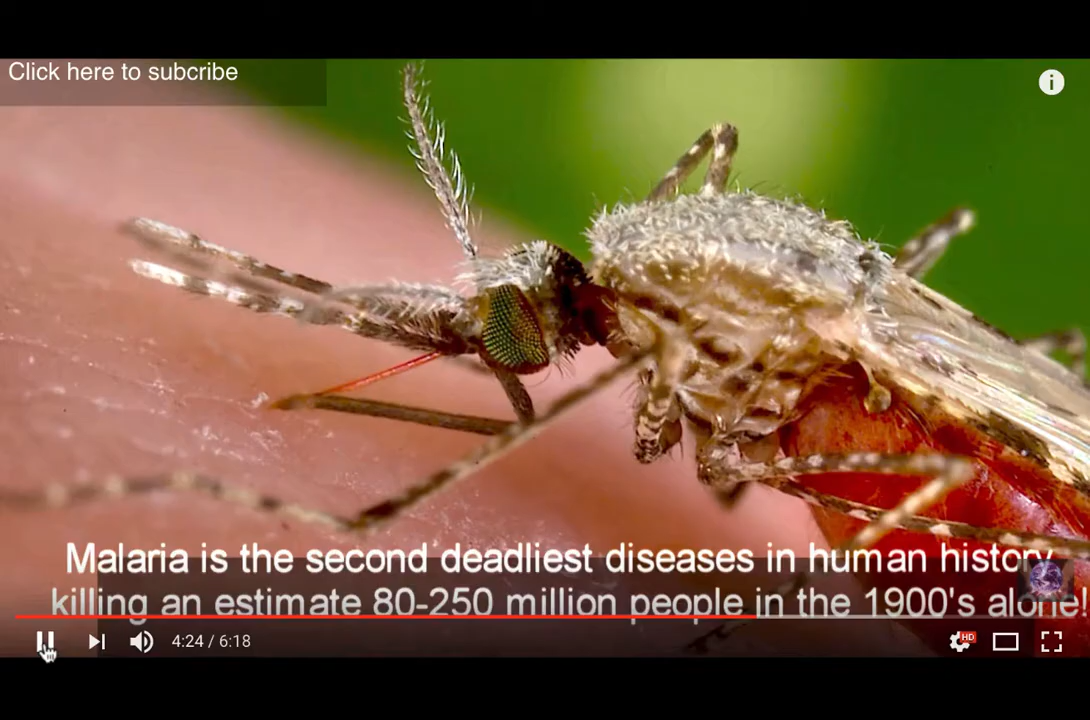 Click here to subcribe
Malaria is the second deadliest diseases in human history
killing an estimate 80-250 million people in the 1900's alone!
4:24 / 6:18
HD